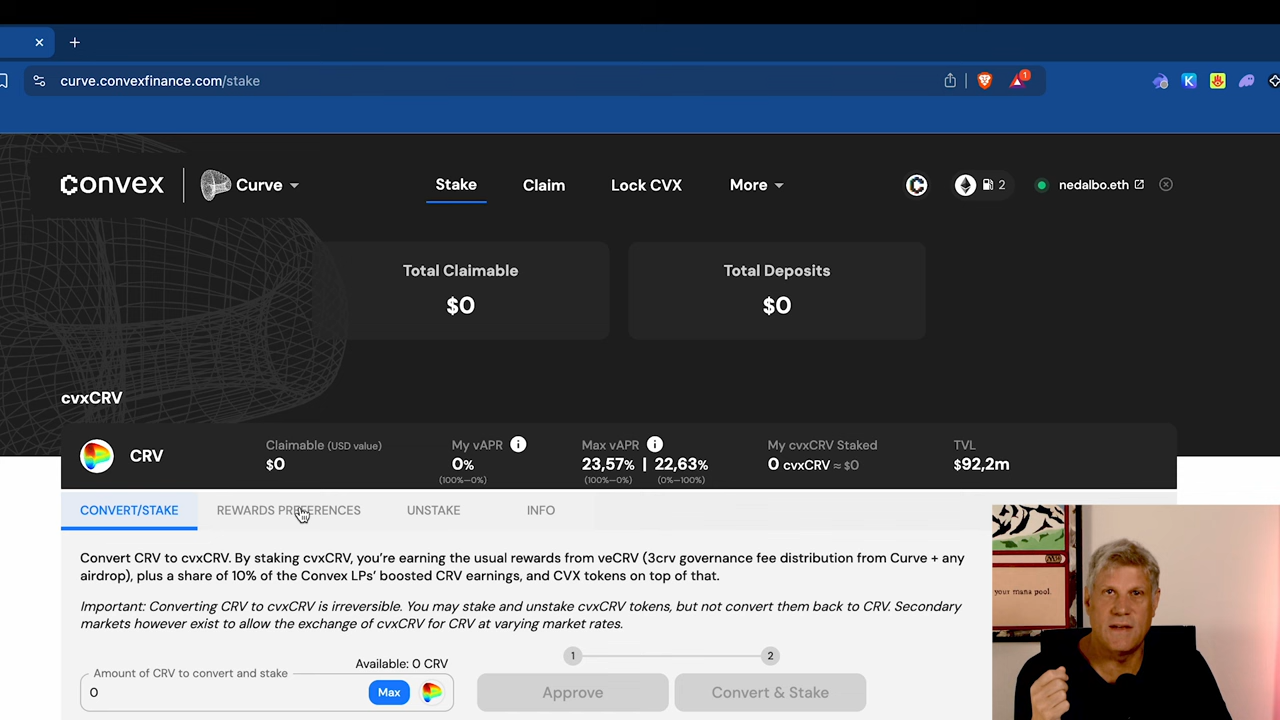 curve.convexfinance.com/stake
1
K
Convex
Curve
Stake
Claim
Lock CVX
More
2
nedalbo.eth
Total Claimable
$0
Total Deposits
$0
cvxCRV
CRV
Claimable (USD value)
$0
My vAPR
0%
(100%—0%)
Max vAPR
23,57% | 22,63%
(100%—0%) (0%—100%)
My cvxCRV Staked
0 cvxCRV ≈ $0
TVL
$92,2m
CONVERT/STAKE
REWARDS PREFERENCES
UNSTAKE
INFO
Convert CRV to cvxCRV. By staking cvxCRV, you're earning the usual rewards from veCRV (3crv governance fee distribution from Curve + any
airdrop), plus a share of 10% of the Convex LPs' boosted CRV earnings, and CVX tokens on top of that.
Important: Converting CRV to cvxCRV is irreversible. You may stake and unstake cvxCRV tokens, but not convert them back to CRV. Secondary
markets however exist to allow the exchange of cvxCRV for CRV at varying market rates.
Amount of CRV to convert and stake
Available: 0 CRV
0
Max
1
2
Approve
Convert & Stake
your mana pool.